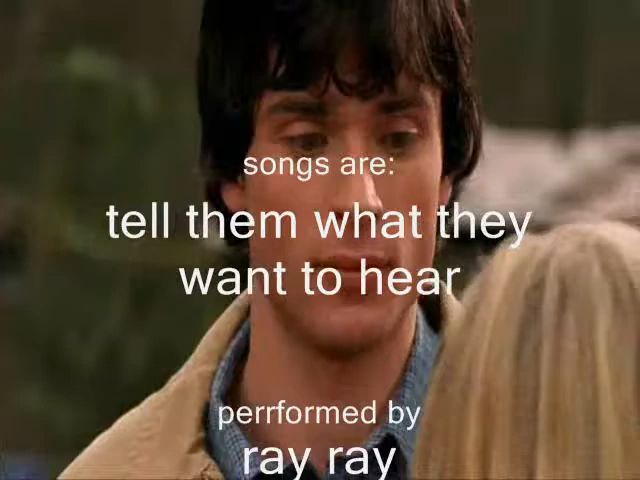 songs are:
tell them what they
want to hear
perrformed by
ray ray